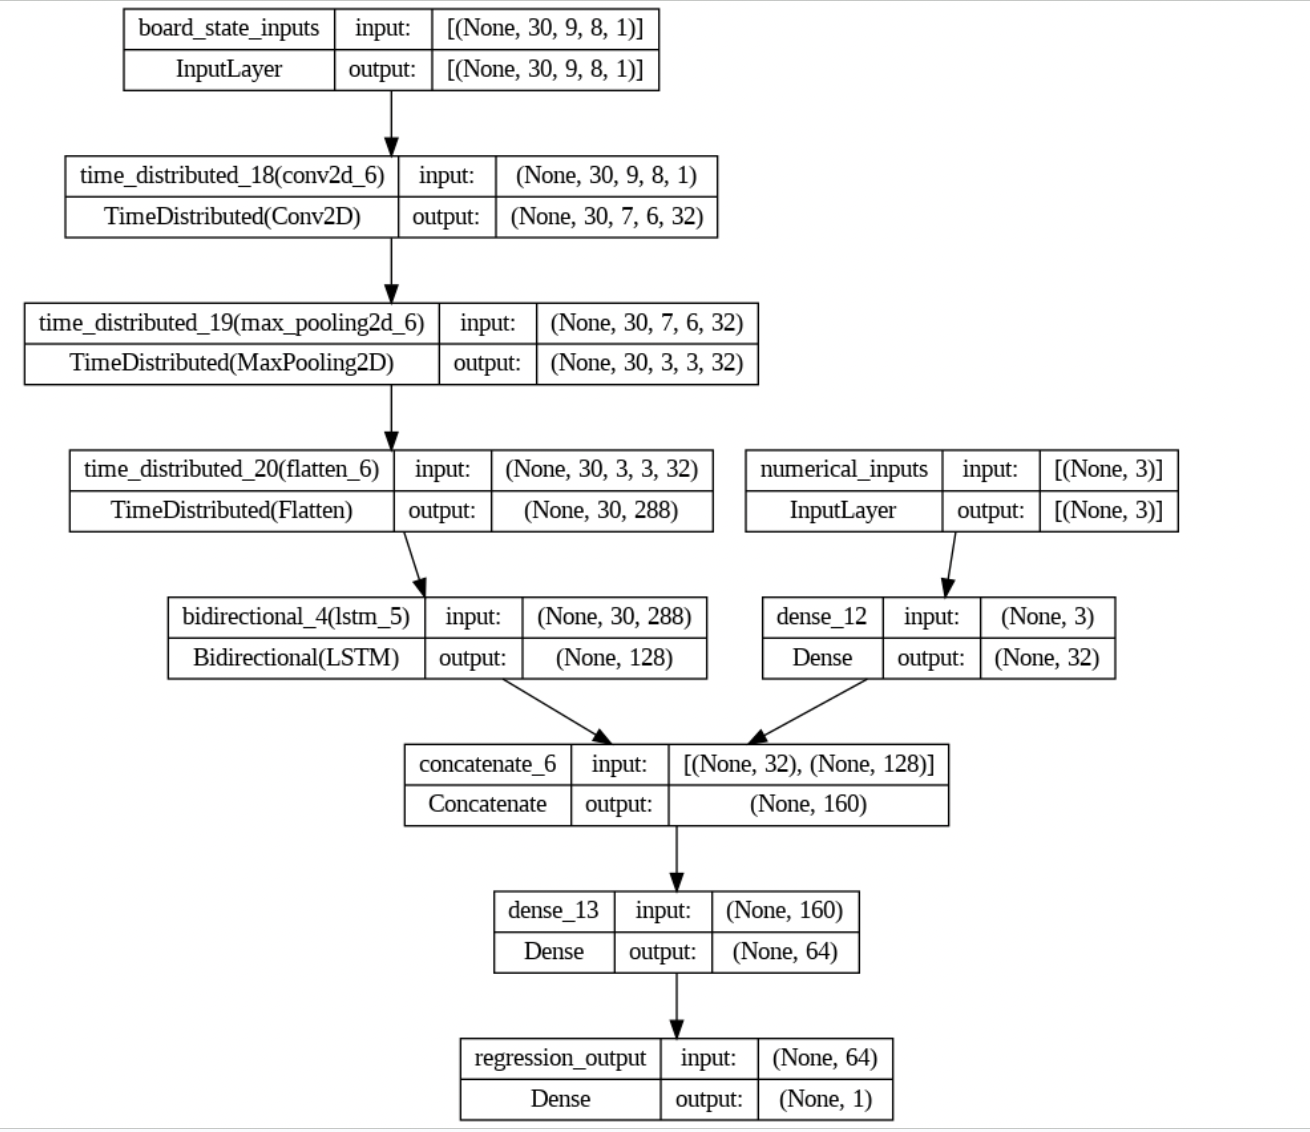 board_state_inputs input: [(None, 30, 9, 8, 1)]
InputLayer output: [(None, 30, 9, 8, 1)]
time_distributed_18(conv2d_6) input: (None, 30, 9, 8, 1)
TimeDistributed(Conv2D) output: (None, 30, 7, 6, 32)
time_distributed_19(max_pooling2d_6) input: (None, 30, 7, 6, 32)
TimeDistributed(MaxPooling2D) output: (None, 30, 3, 3, 32)
time_distributed_20(flatten_6) input: (None, 30, 3, 3, 32)
TimeDistributed(Flatten) output: (None, 30, 288)
numerical_inputs input: [(None, 3)]
InputLayer output: [(None, 3)]
bidirectional_4(lstm_5) input: (None, 30, 288)
Bidirectional(LSTM) output: (None, 128)
dense_12 input: (None, 3)
Dense output: (None, 32)
concatenate_6 input: [(None, 32), (None, 128)]
Concatenate output: (None, 160)
dense_13 input: (None, 160)
Dense output: (None, 64)
regression_output input: (None, 64)
Dense output: (None, 1)